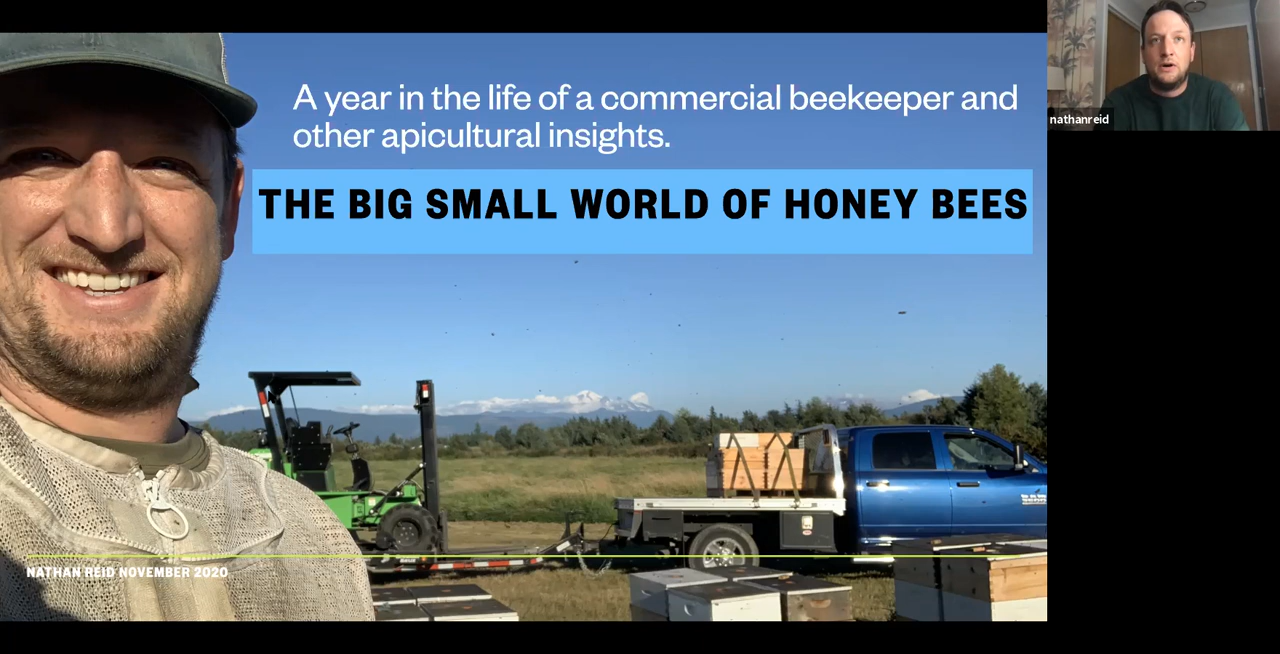 A year in the life of a commercial beekeeper and
other apicultural insights.
THE BIG SMALL WORLD OF HONEY BEES
NATHAN REID NOVEMBER 2020
nathanreid
RAM